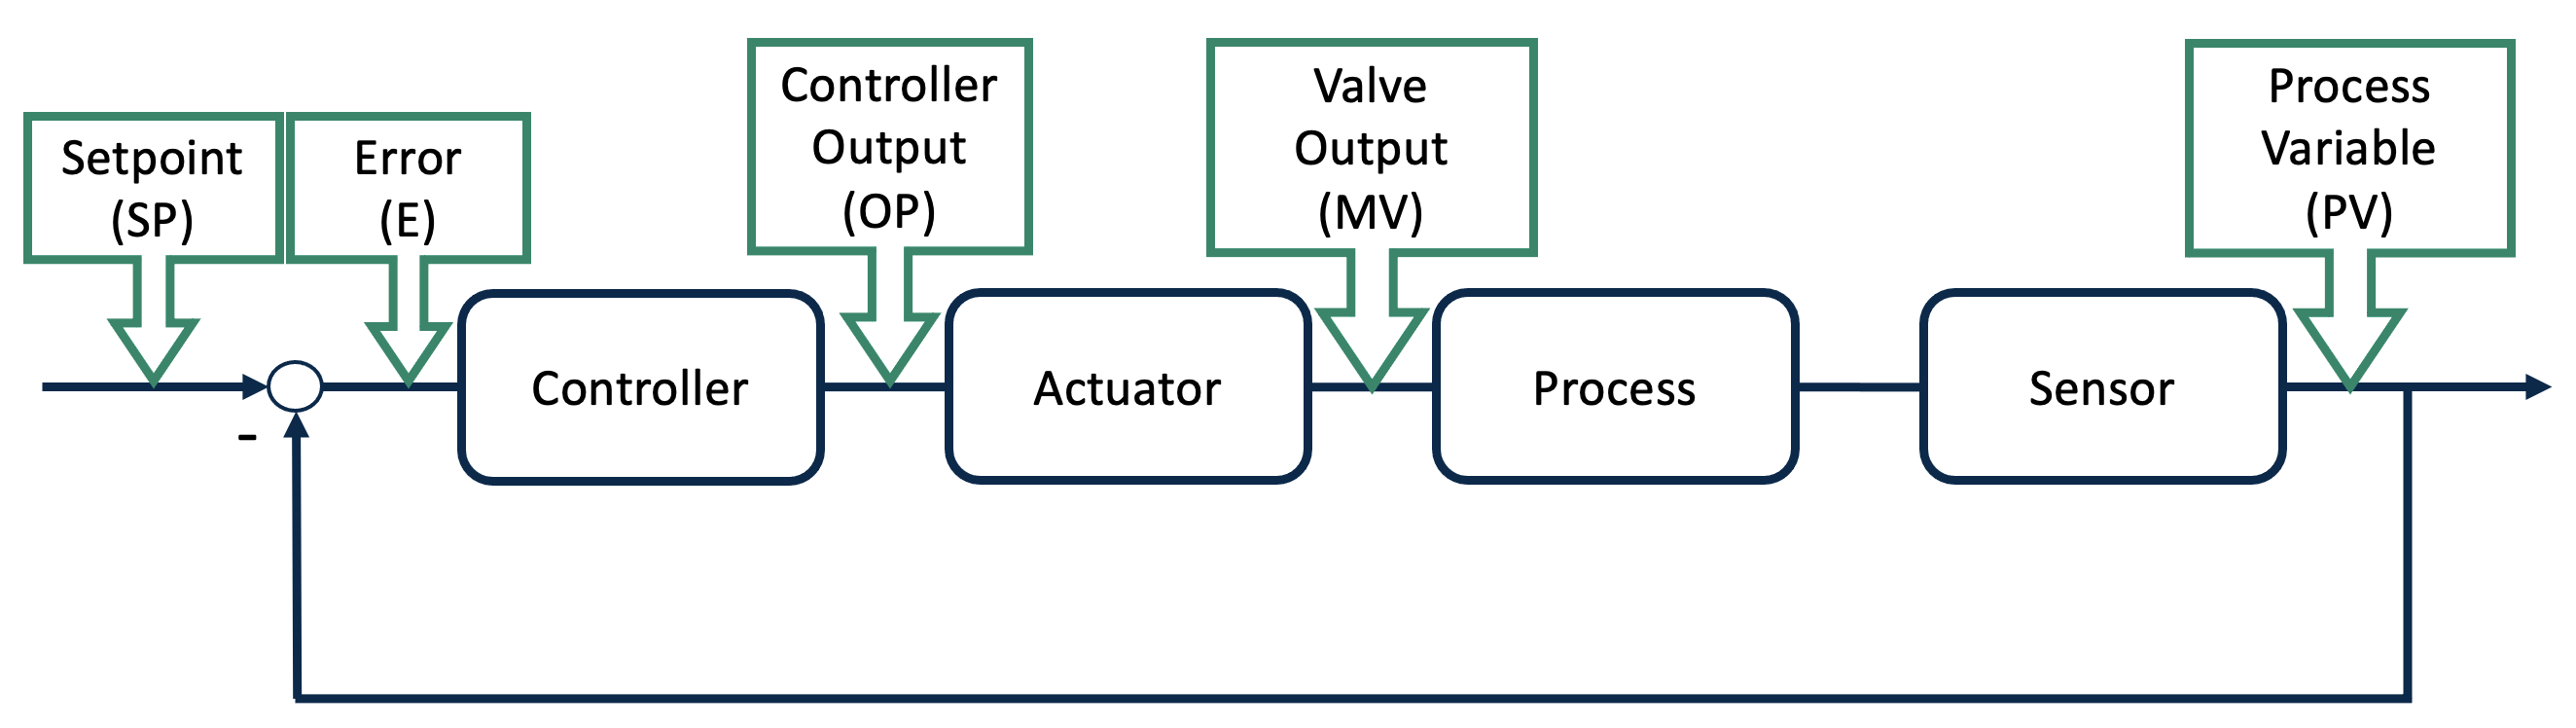 Setpoint
(SP)
Error
(E)
Controller
Output
(OP)
Valve
Output
(MV)
Process
Variable
(PV)
Controller
Actuator
Process
Sensor
-